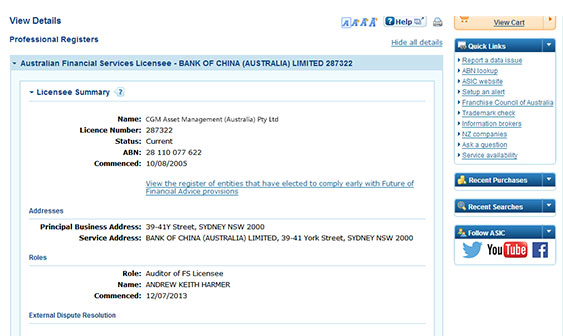 View Details
A A A A
Help
View Cart
Professional Registers
Hide all details
Australian Financial Services Licensee - BANK OF CHINA (AUSTRALIA) LIMITED 287322
Licensee Summary ?
Name: CGM Asset Management (Australia) Pty Ltd
Licence Number: 287322
Status: Current
ABN: 28 110 077 622
Commenced: 10/08/2005
View the register of entities that have elected to comply early with Future of
Financial Advice provisions
Addresses
Principal Business Address: 39-41Y Street, SYDNEY NSW 2000
Service Address: BANK OF CHINA (AUSTRALIA) LIMITED, 39-41 York Street, SYDNEY NSW 2000
Roles
Role: Auditor of FS Licensee
Name: ANDREW KEITH HARMER
Commenced: 12/07/2013
External Dispute Resolution
Quick Links
Report a data issue
ABN lookup
ASIC website
Setup an alert
Franchise Council of Australia
Trademark check
Information brokers
NZ companies
Ask a question
Service availability
Recent Purchases
Recent Searches
Follow ASIC
YouTube
f